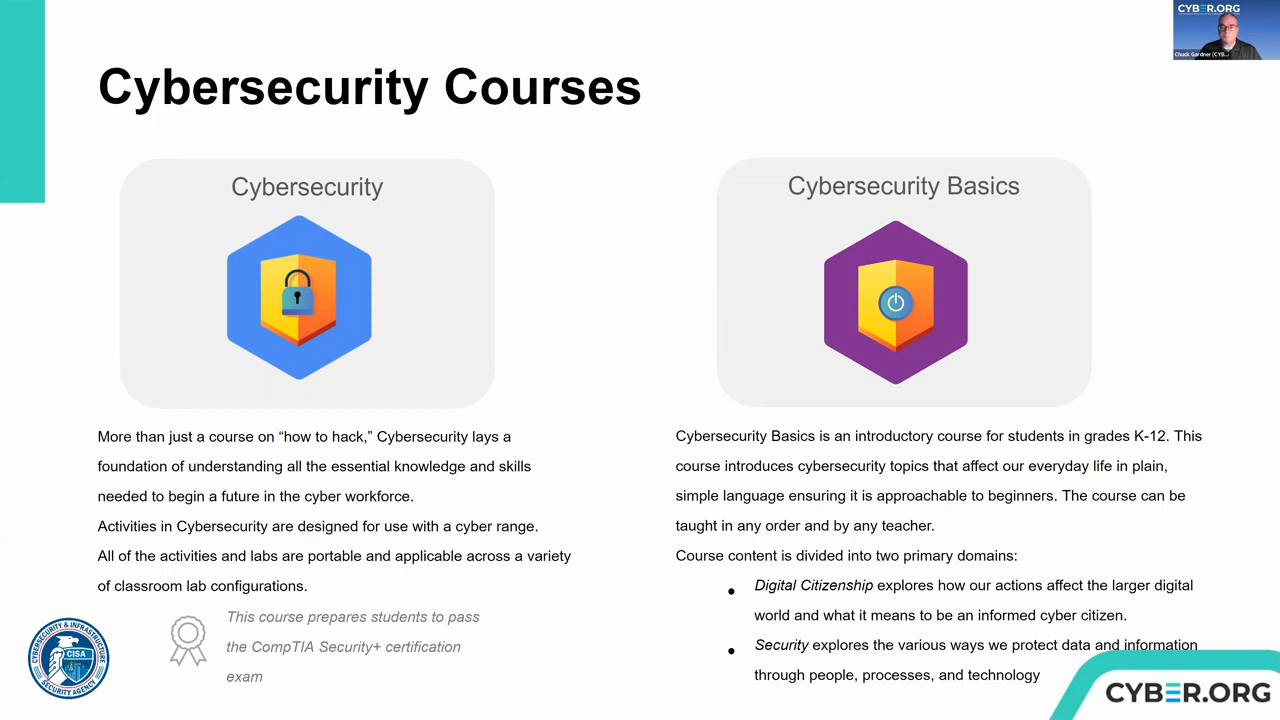 CYBER.ORG
Chuck Gardner (CYB...
Cybersecurity Courses
Cybersecurity
More than just a course on “how to hack,” Cybersecurity lays a
foundation of understanding all the essential knowledge and skills
needed to begin a future in the cyber workforce.
Activities in Cybersecurity are designed for use with a cyber range.
All of the activities and labs are portable and applicable across a variety
of classroom lab configurations.
This course prepares students to pass
the CompTIA Security+ certification
exam
CYBERSECURITY & INFRASTRUCTURE
CISA
SECURITY AGENCY
Cybersecurity Basics
Cybersecurity Basics is an introductory course for students in grades K-12. This
course introduces cybersecurity topics that affect our everyday life in plain,
simple language ensuring it is approachable to beginners. The course can be
taught in any order and by any teacher.
Course content is divided into two primary domains:
• Digital Citizenship explores how our actions affect the larger digital
world and what it means to be an informed cyber citizen.
• Security explores the various ways we protect data and information
through people, processes, and technology
CYBER.ORG